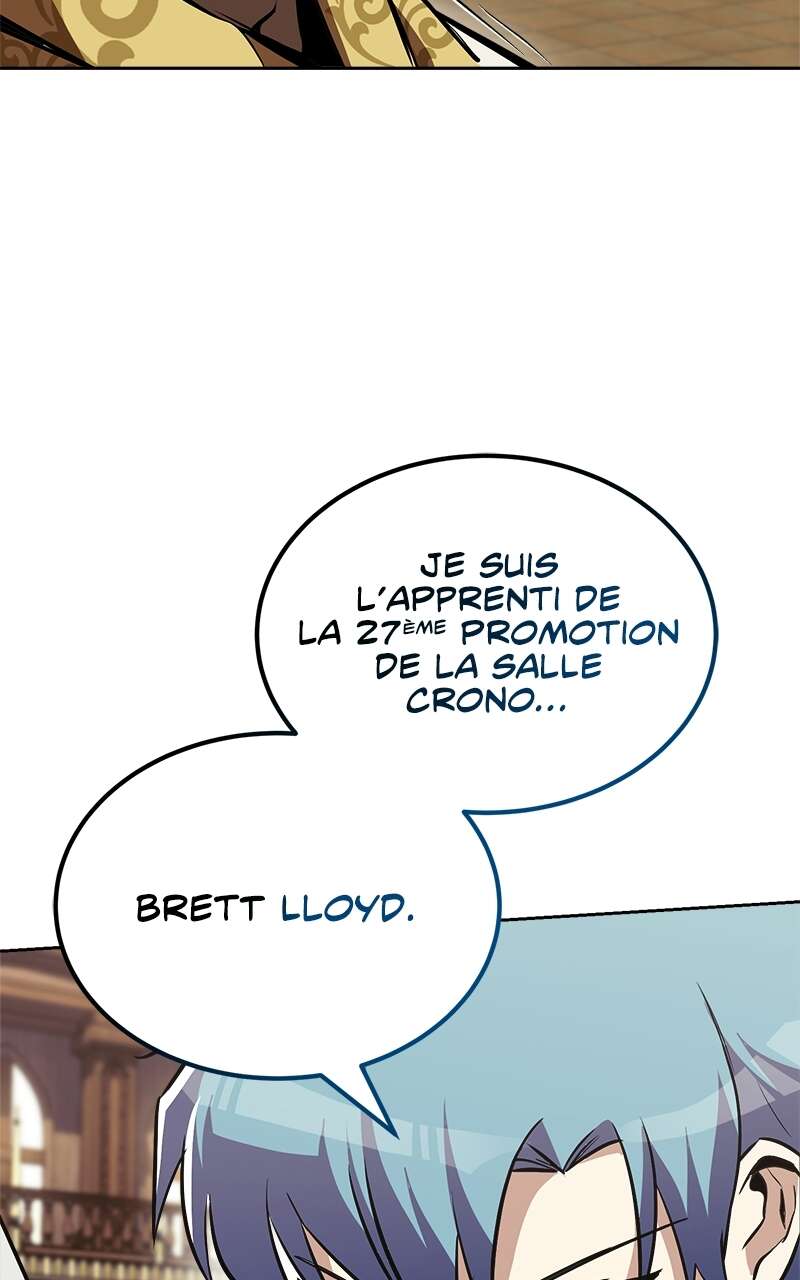 JE SUIS
L'APPRENTI DE
LA 27ÈME PROMOTION
DE LA SALLE
CRONO...
BRETT LLOYD.